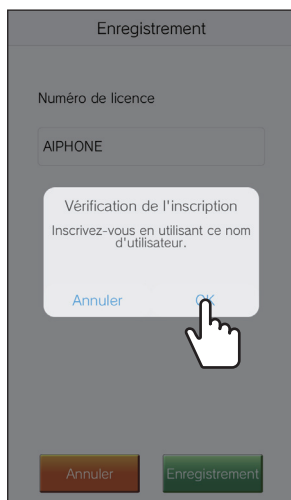 Enregistrement
Numéro de licence
AIPHONE
Vérification de l'inscription
Inscrivez-vous en utilisant ce nom
d'utilisateur.
Annuler OK
Annuler Enregistrement